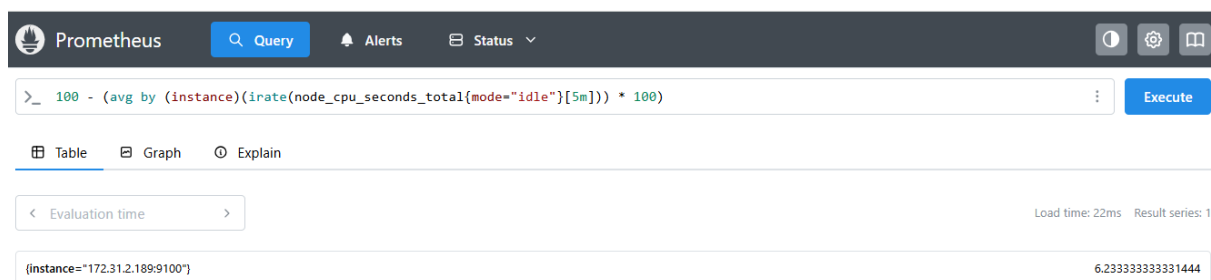 Prometheus Query Alerts Status
>_ 100 - (avg by (instance)(irate(node_cpu_seconds_total{mode="idle"}[5m])) * 100) Execute
Table Graph Explain
< Evaluation time > Load time: 22ms Result series: 1
{instance="172.31.2.189:9100"} 6.233333333331444